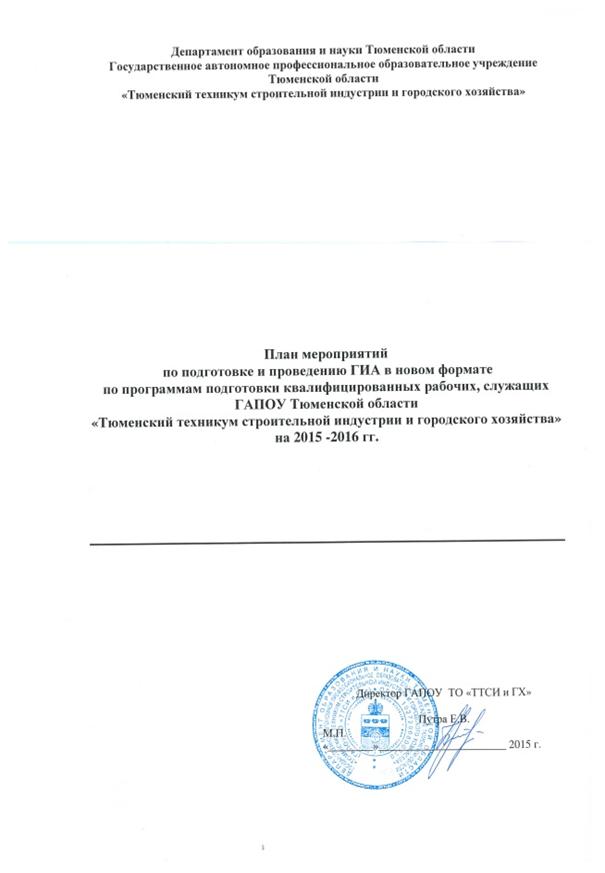 Департамент образования и науки Тюменской области
Государственное автономное профессиональное образовательное учреждение
Тюменской области
«Тюменский техникум строительной индустрии и городского хозяйства»
План мероприятий
по подготовке и проведению ГИА в новом формате
по программам подготовки квалифицированных рабочих, служащих
ГАПОУ Тюменской области
«Тюменский техникум строительной индустрии и городского хозяйства»
на 2015 -2016 гг.
Директор ГАПОУ ТО «ТТСИ и ГХ»
Путра Е.В.
М.П.
«________»________________________ 2015 г.